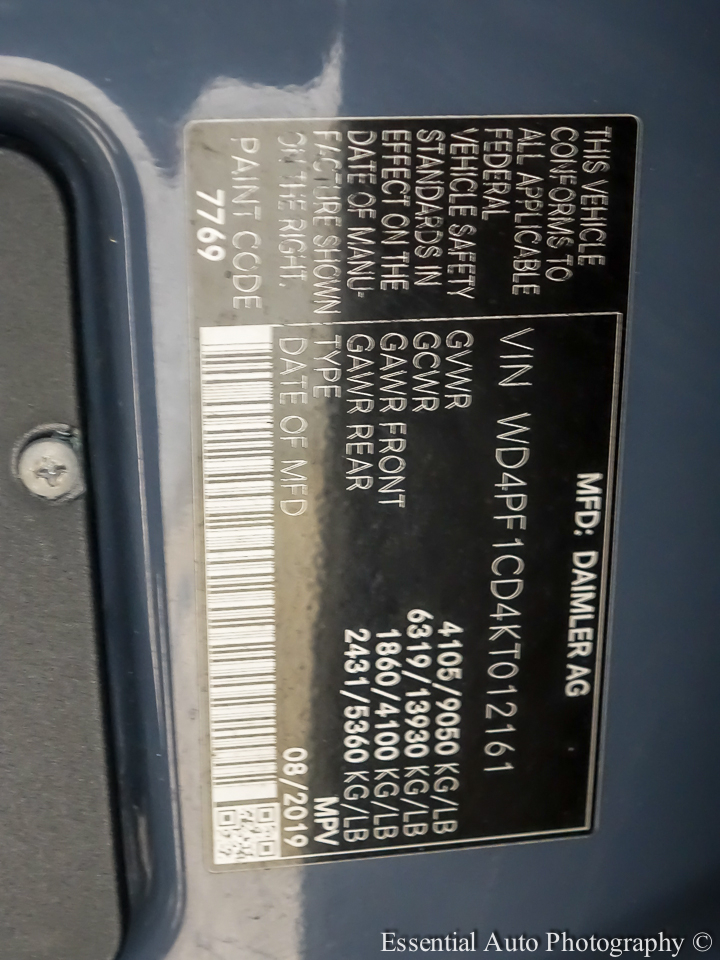 MFD: DAIMLER AG
VIN WD4PF1CD4KT012161
GVWR 4105/9050 KG/LB
GCWR 6319/13930 KG/LB
GAWR FRONT 1860/4100 KG/LB
GAWR REAR 2431/5360 KG/LB
TYPE MPV
DATE OF MFD 08/2019
THIS VEHICLE
CONFORMS TO
ALL APPLICABLE
FEDERAL
VEHICLE SAFETY
STANDARDS IN
EFFECT ON THE
DATE OF MANU-
FACTURE SHOWN
ON THE RIGHT.
PAINT CODE
7769
Essential Auto Photography ©